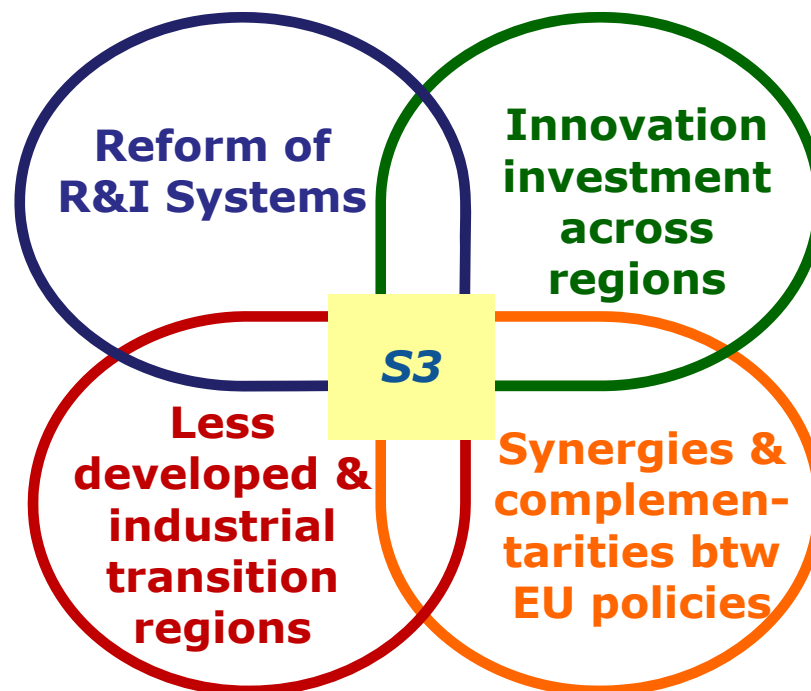 Reform of
R&I Systems
Innovation
investment
across
regions
S3
Less
developed &
industrial
transition
regions
Synergies &
complemen-
tarities btw
EU policies